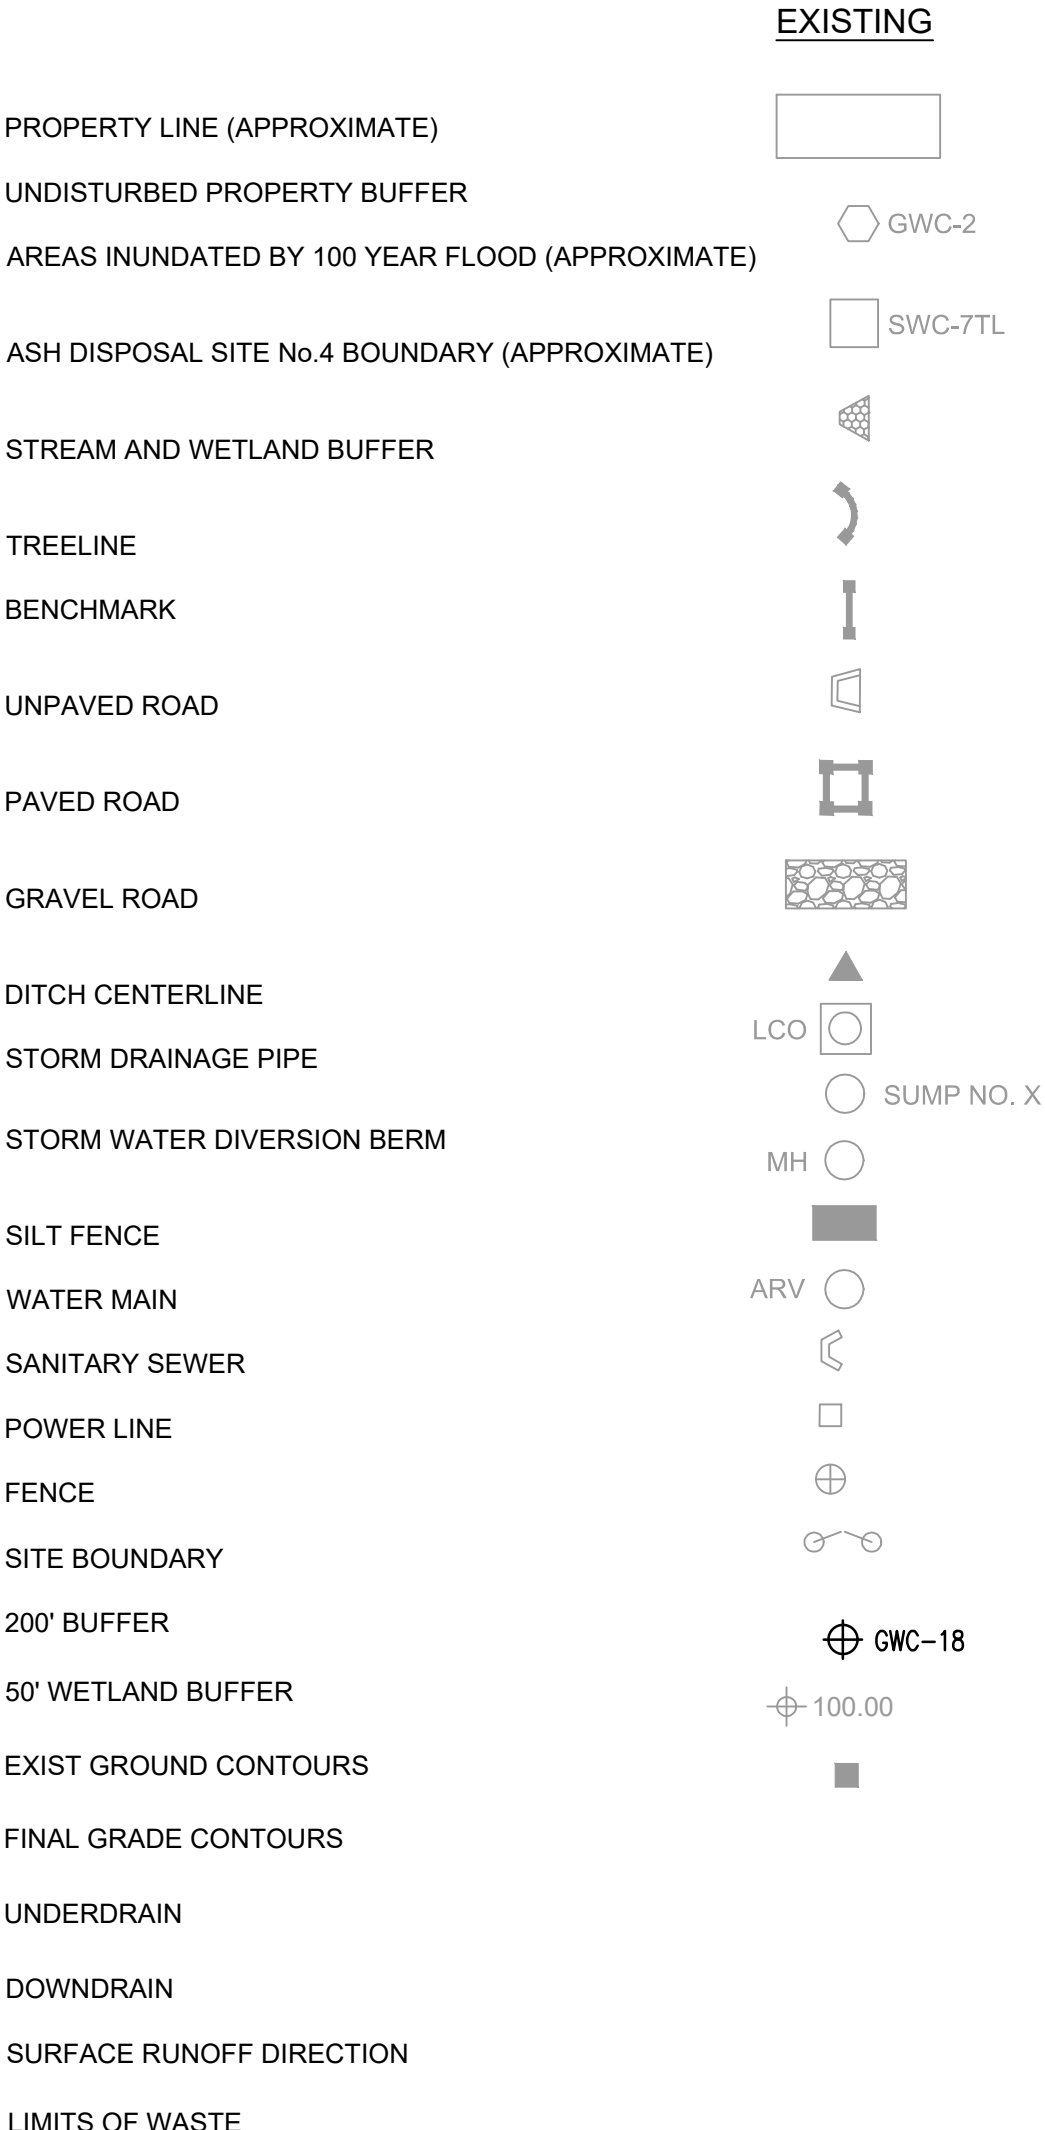 EXISTING
PROPERTY LINE (APPROXIMATE)
UNDISTURBED PROPERTY BUFFER
GWC-2
AREAS INUNDATED BY 100 YEAR FLOOD (APPROXIMATE)
SWC-7TL
ASH DISPOSAL SITE No.4 BOUNDARY (APPROXIMATE)
STREAM AND WETLAND BUFFER
TREELINE
BENCHMARK
UNPAVED ROAD
PAVED ROAD
GRAVEL ROAD
DITCH CENTERLINE
LCO
STORM DRAINAGE PIPE
SUMP NO. X
STORM WATER DIVERSION BERM
MH
SILT FENCE
WATER MAIN
ARV
SANITARY SEWER
POWER LINE
FENCE
SITE BOUNDARY
200' BUFFER
GWC-18
50' WETLAND BUFFER
100.00
EXIST GROUND CONTOURS
FINAL GRADE CONTOURS
UNDERDRAIN
DOWNDRAIN
SURFACE RUNOFF DIRECTION
LIMITS OF WASTE